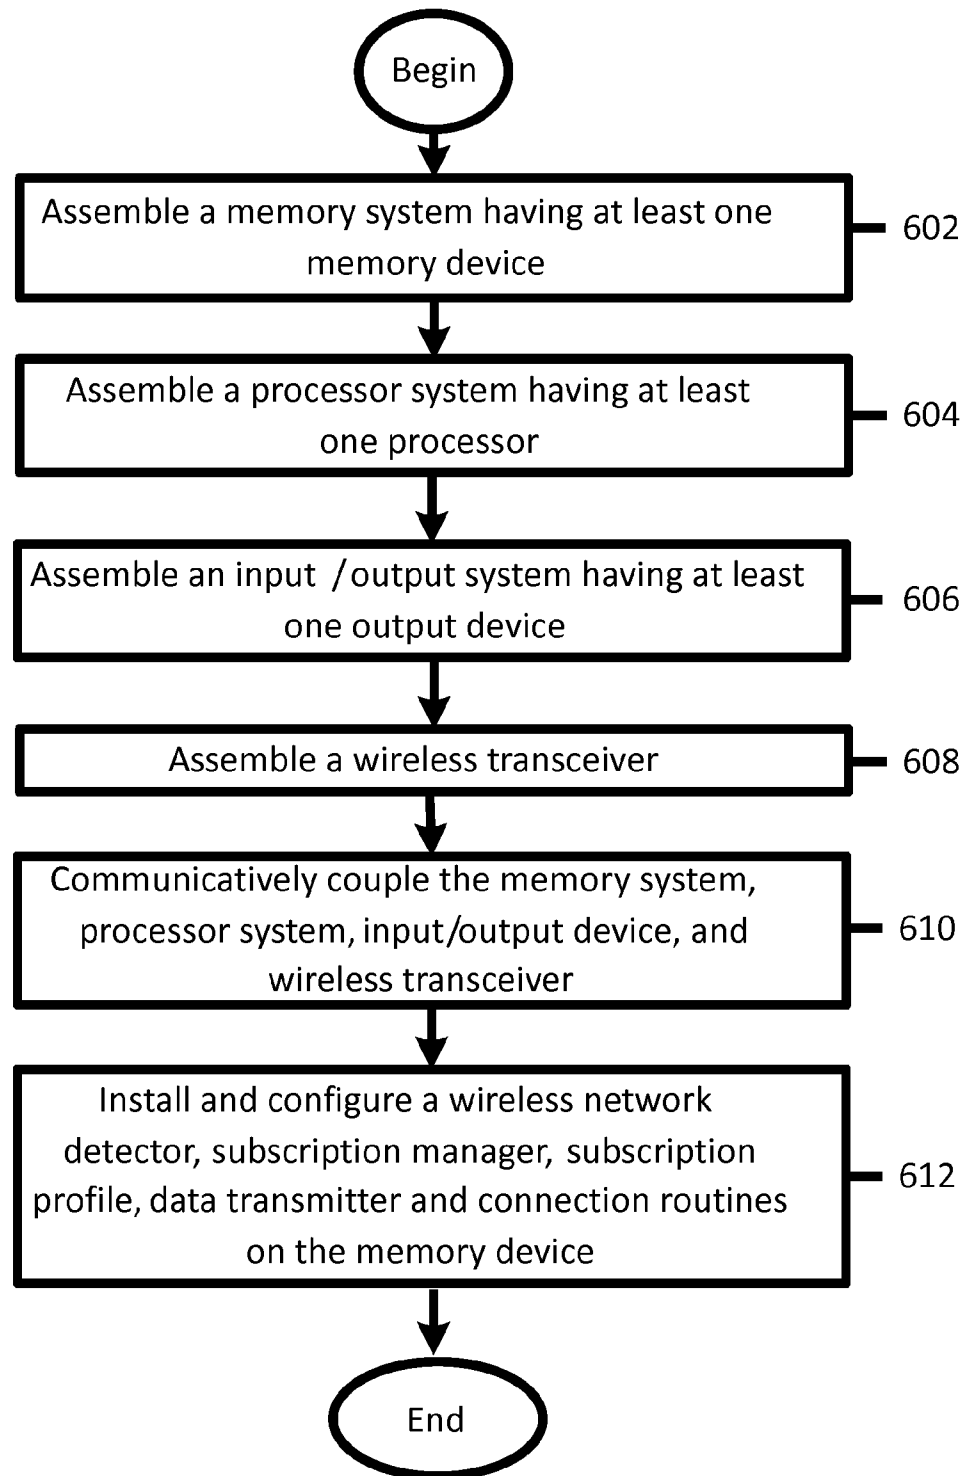 Begin
Assemble a memory system having at least one
memory device
602
Assemble a processor system having at least
one processor
604
Assemble an input /output system having at least
one output device
606
Assemble a wireless transceiver
608
Communicatively couple the memory system,
processor system, input/output device, and
wireless transceiver
610
Install and configure a wireless network
detector, subscription manager, subscription
profile, data transmitter and connection routines
on the memory device
612
End